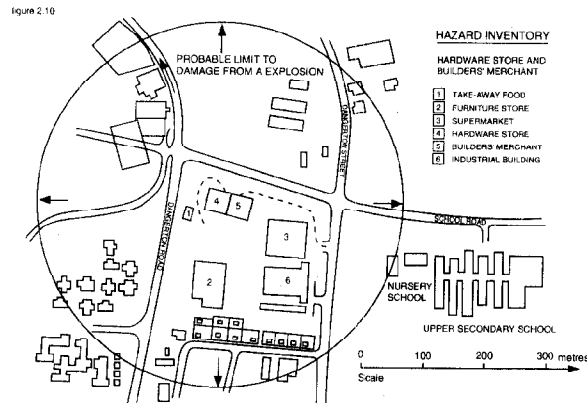 figure 2.10
PROBABLE LIMIT TO
DAMAGE FROM A EXPLOSION
HAZARD INVENTORY
HARDWARE STORE AND
BUILDERS' MERCHANT
1 TAKE-AWAY FOOD
2 FURNITURE STORE
3 SUPERMARKET
4 HARDWARE STORE
5 BUILDERS' MERCHANT
6 INDUSTRIAL BUILDING
DANGERTON STREET
DANGERTON ROAD
SCHOOL ROAD
1
4
5
3
2
6
NURSERY
SCHOOL
UPPER SECONDARY SCHOOL
0 100 200 300 metres
Scale